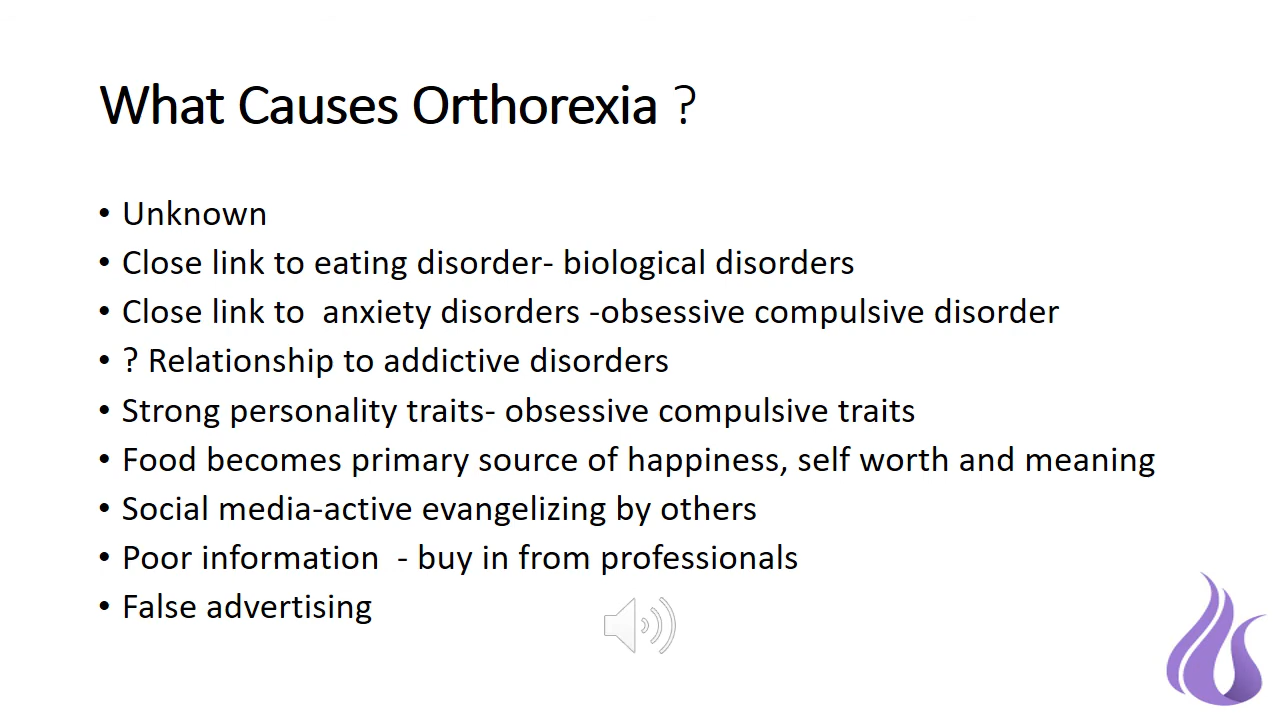 What Causes Orthorexia ?
• Unknown
• Close link to eating disorder- biological disorders
• Close link to  anxiety disorders -obsessive compulsive disorder
• ? Relationship to addictive disorders
• Strong personality traits- obsessive compulsive traits
• Food becomes primary source of happiness, self worth and meaning
• Social media-active evangelizing by others
• Poor information  - buy in from professionals
• False advertising